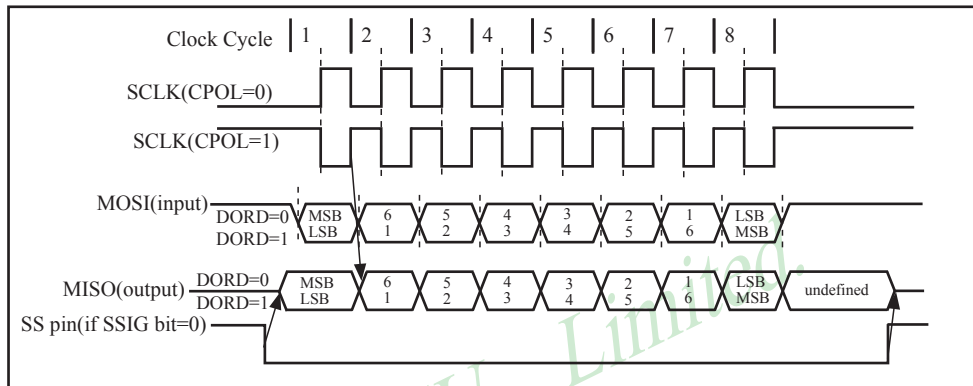 Clock Cycle 1 2 3 4 5 6 7 8
SCLK(CPOL=0)
SCLK(CPOL=1)
MOSI(input) DORD=0 MSB 6 5 4 3 2 1 LSB
DORD=1 LSB 1 2 3 4 5 6 MSB
MISO(output) DORD=0 MSB 6 5 4 3 2 1 LSB undefined
DORD=1 LSB 1 2 3 4 5 6 MSB
SS pin(if SSIG bit=0)
Limited.